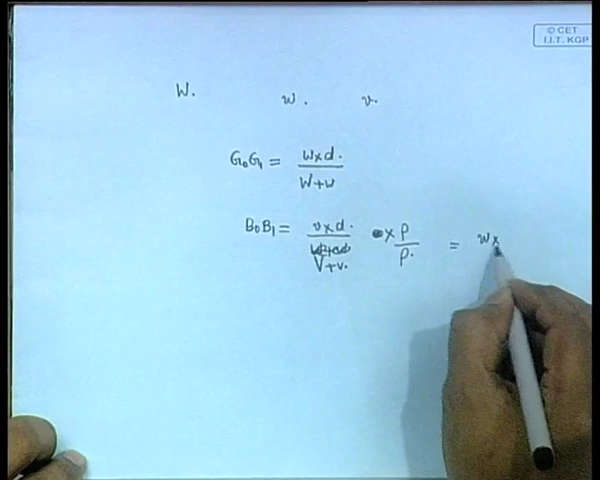 © CET
I.I.T. KGP
W.
w. v.
G₀G₁ = w×d. / W+w
B₀B₁ = v×d. / V+v. × ρ / ρ. = w×